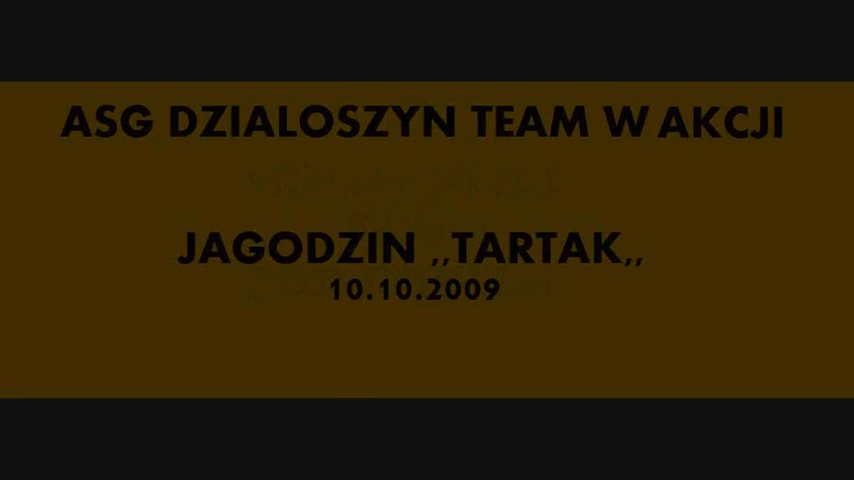 ASG DZIALOSZYN TEAM W AKCJI
JAGODZIN ,,TARTAK,,
10.10.2009